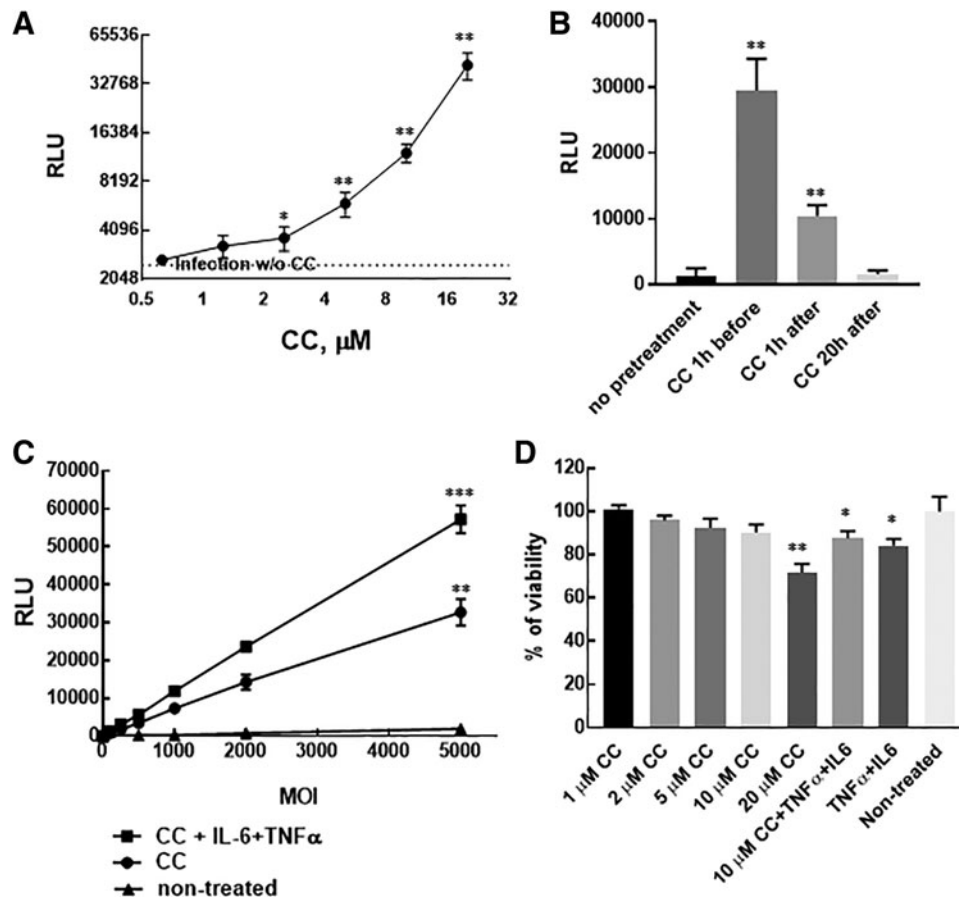 A
65536
32768
16384
8192
4096
2048
RLU
**
**
**
*
Infection w/o CC
0.5 1 2 4 8 16 32
CC, μM
B
40000
30000
20000
10000
0
RLU
**
**
no pretreatment
CC 1h before
CC 1h after
CC 20h after
C
70000
60000
50000
40000
30000
20000
10000
0
RLU
***
**
0 1000 2000 3000 4000 5000
MOI
CC + IL-6+TNFα
CC
non-treated
D
120
100
80
60
40
20
0
% of viability
**
*
*
1 μM CC
2 μM CC
5 μM CC
10 μM CC
20 μM CC
10 μM CC+TNFα+IL6
TNFα+IL6
Non-treated